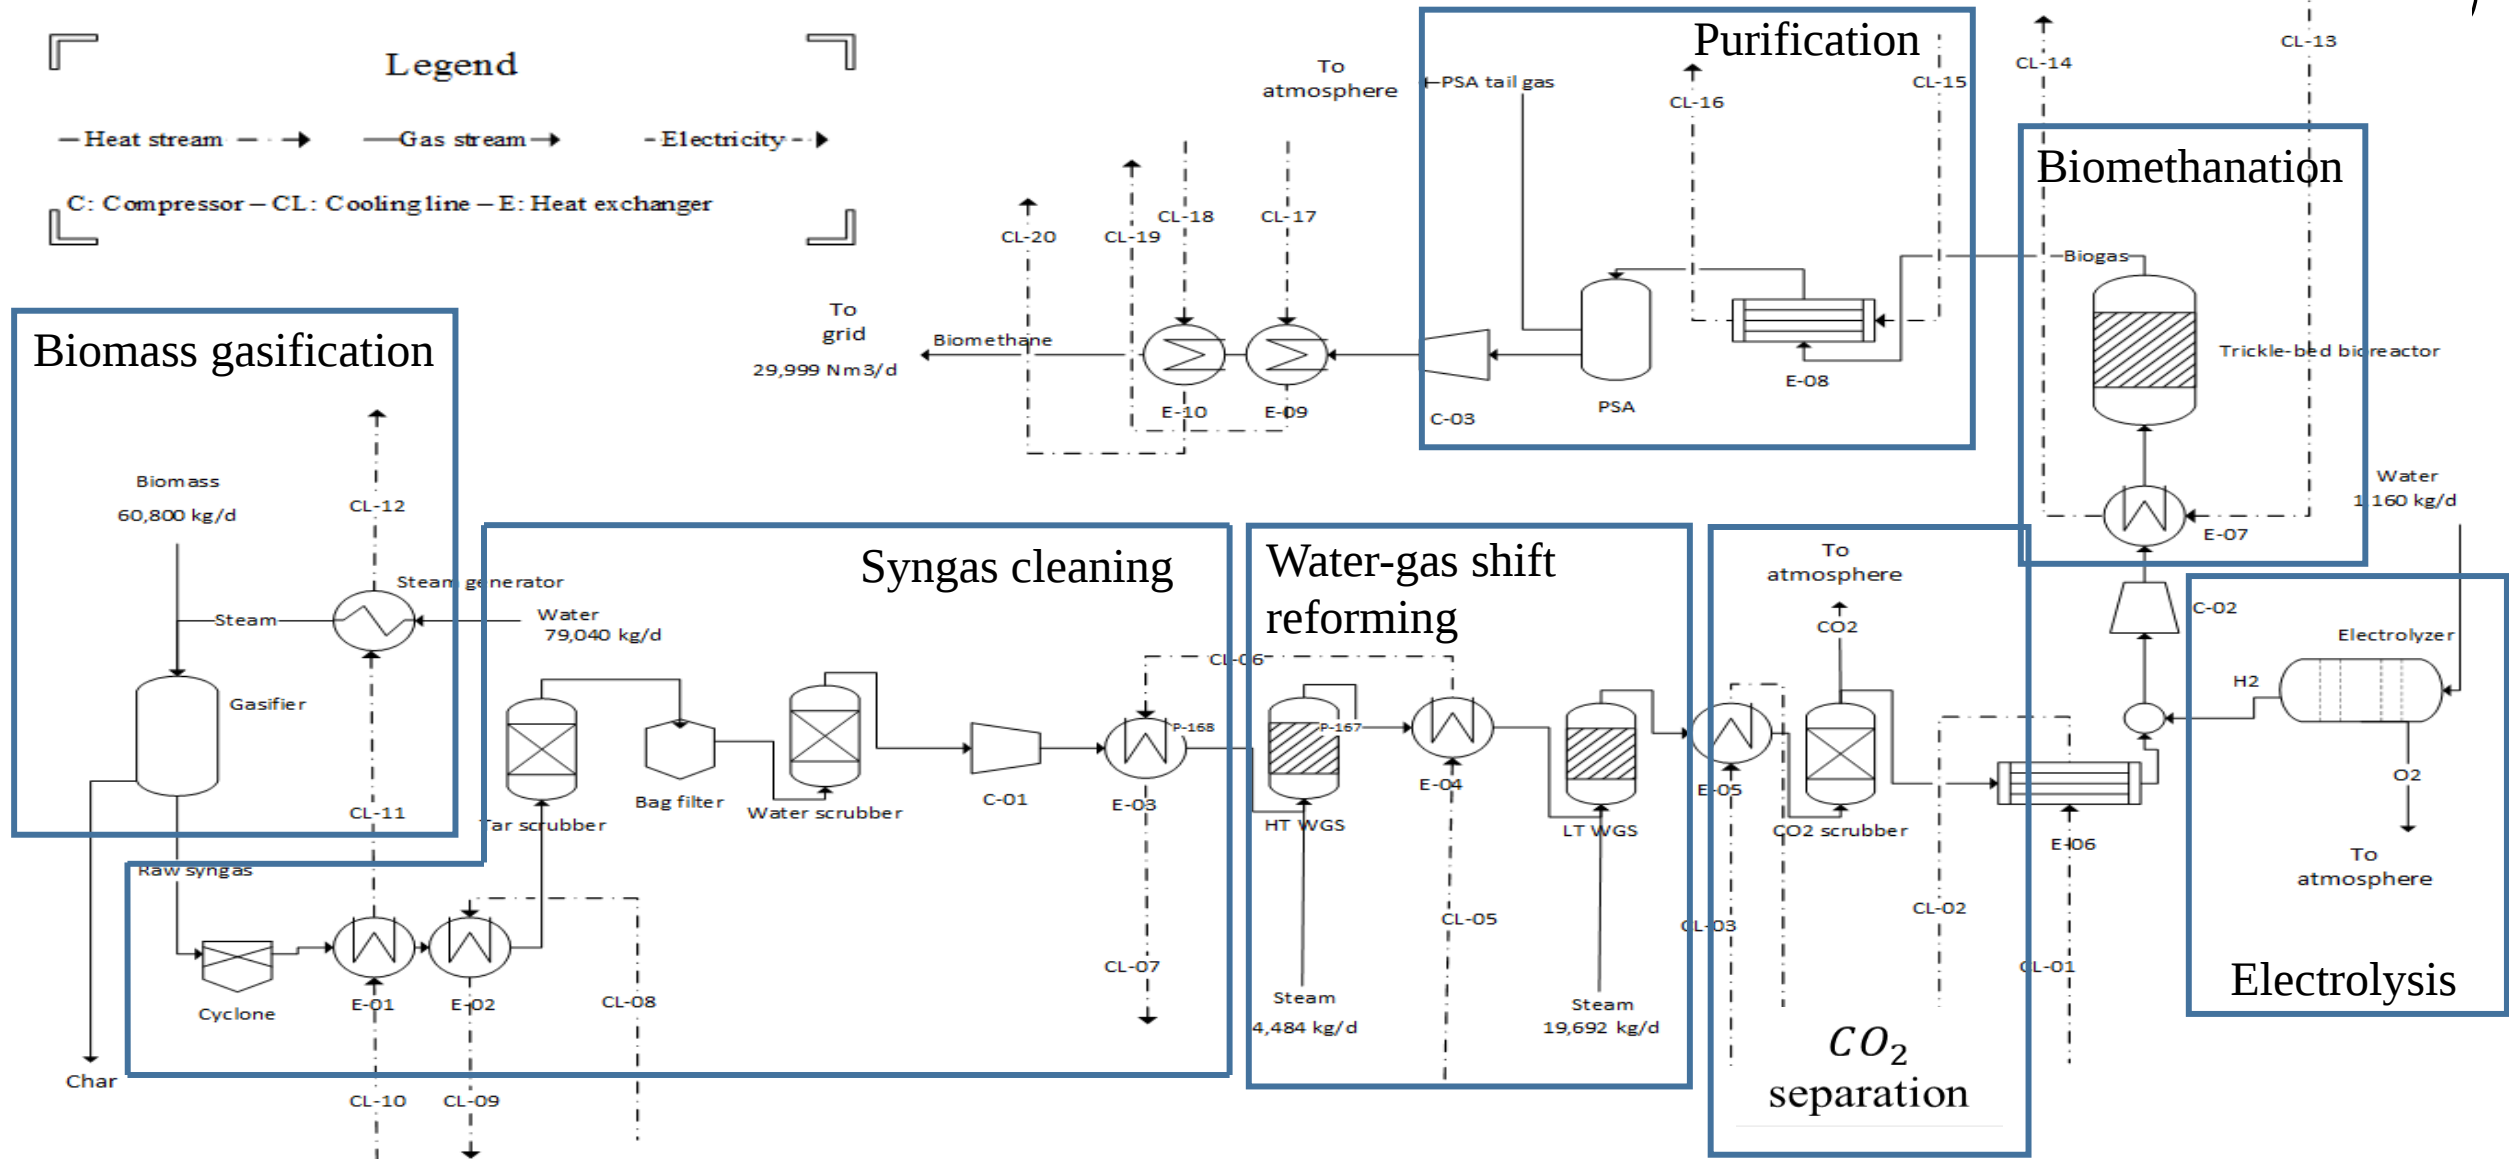 Legend
Heat stream
Gas stream
Electricity
C: Compressor – CL: Cooling line – E: Heat exchanger
Purification
To
atmosphere
PSA tail gas
CL-16
CL-15
CL-14
CL-13
Biomethanation
CL-20
CL-19
CL-18
CL-17
Biogas
To
grid
29,999 Nm3/d
Biomethane
E-10
E-09
C-03
PSA
E-08
Trickle-bed bioreactor
Water
1 160 kg/d
E-07
Biomass gasification
Biomass
60,800 kg/d
CL-12
Steam generator
Steam
Water
79,040 kg/d
Gasifier
CL-11
Raw syngas
Char
Syngas cleaning
Tar scrubber
Bag filter
Water scrubber
C-01
E-03
P-168
CL-06
Cyclone
E-01
E-02
CL-08
CL-07
CL-10
CL-09
Water-gas shift
reforming
P-167
HT WGS
E-04
LT WGS
CL-05
Steam
4,484 kg/d
Steam
19,692 kg/d
To
atmosphere
CO2
E-05
CO2 scrubber
CL-03
CL-02
CL-01
E-06
CO2
separation
C-02
Electrolyzer
H2
O2
To
atmosphere
Electrolysis